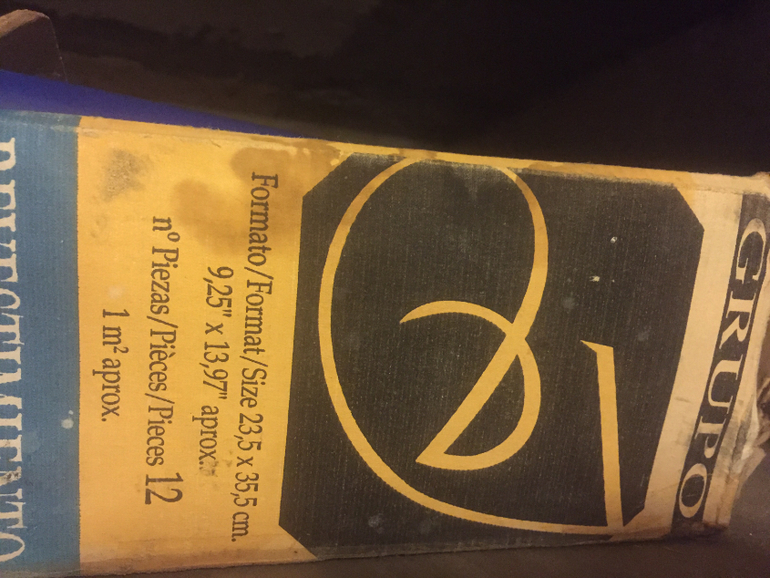 GRUPO
Formato/Format/Size 23,5 x 35,5 cm.
9,25" x 13,97" aprox.
nº Piezas/Pièces/Pieces 12
1 m² aprox.
REVESTIMIENTO